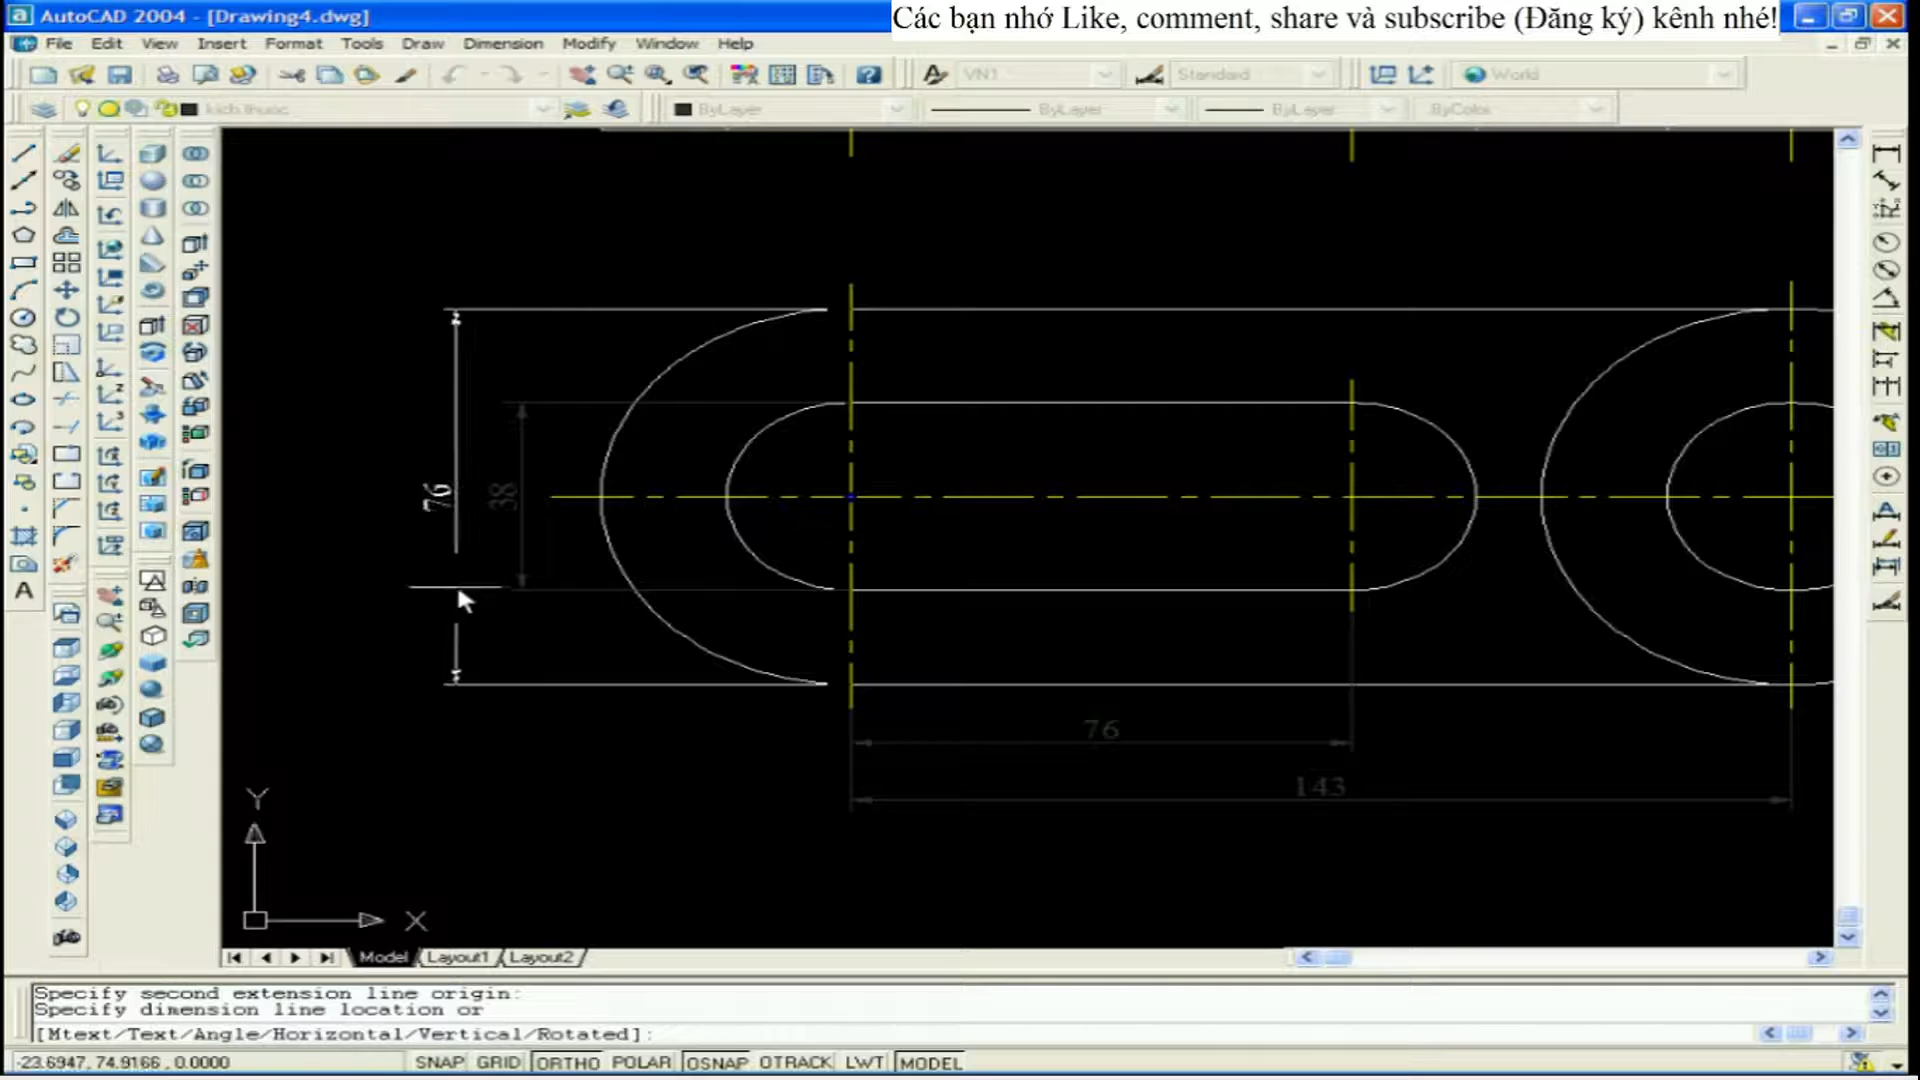 AutoCAD 2004 - [Drawing4.dwg]
Các bạn nhớ Like, comment, share và subscribe (Đăng ký) kênh nhé!
File Edit View Insert Format Tools Draw Dimension Modify Window Help
VN1 Standard World
kich thuoc ByLayer ByLayer ByLayer ByColor
76
38
76
143
Y
X
Model Layout1 Layout2
Specify second extension line origin:
Specify dimension line location or
[Mtext/Text/Angle/Horizontal/Vertical/Rotated]:
-23.6947, 74.9166 , 0.0000 SNAP GRID ORTHO POLAR OSNAP OTRACK LWT MODEL